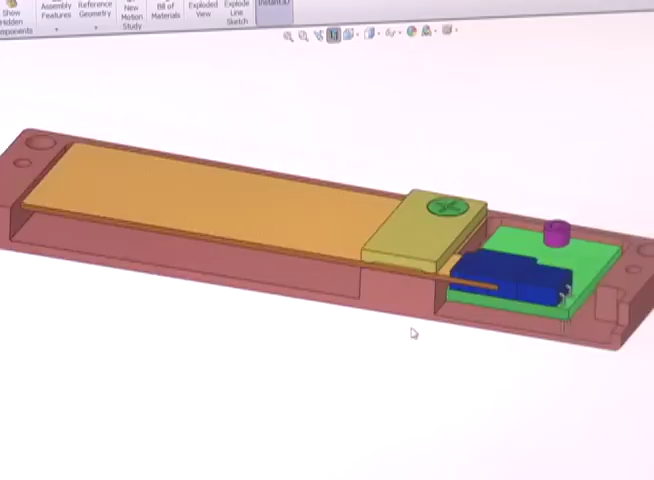 Show
Hidden
Components
Assembly
Features
Reference
Geometry
New
Motion
Study
Bill of
Materials
Exploded
View
Explode
Line
Sketch
Instant3D